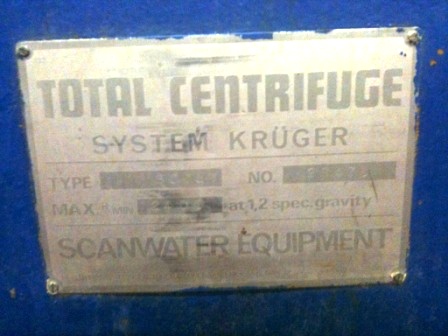 TOTAL CENTRIFUGE
SYSTEM KRÜGER
TYPE NO.
MAX. at 1,2 spec. gravity
SCANWATER EQUIPMENT